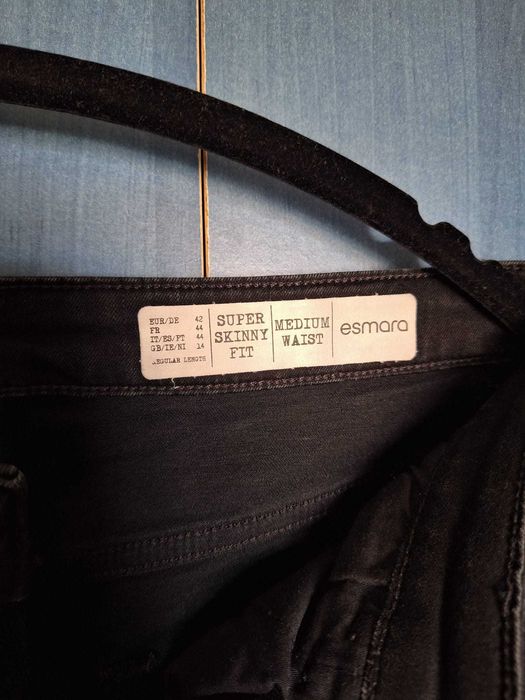 EUR/DE 42
FR 44
IT/ES/PT 44
GB/IE/NI 14
REGULAR LENGTH
SUPER
SKINNY
FIT
MEDIUM
WAIST
esmara